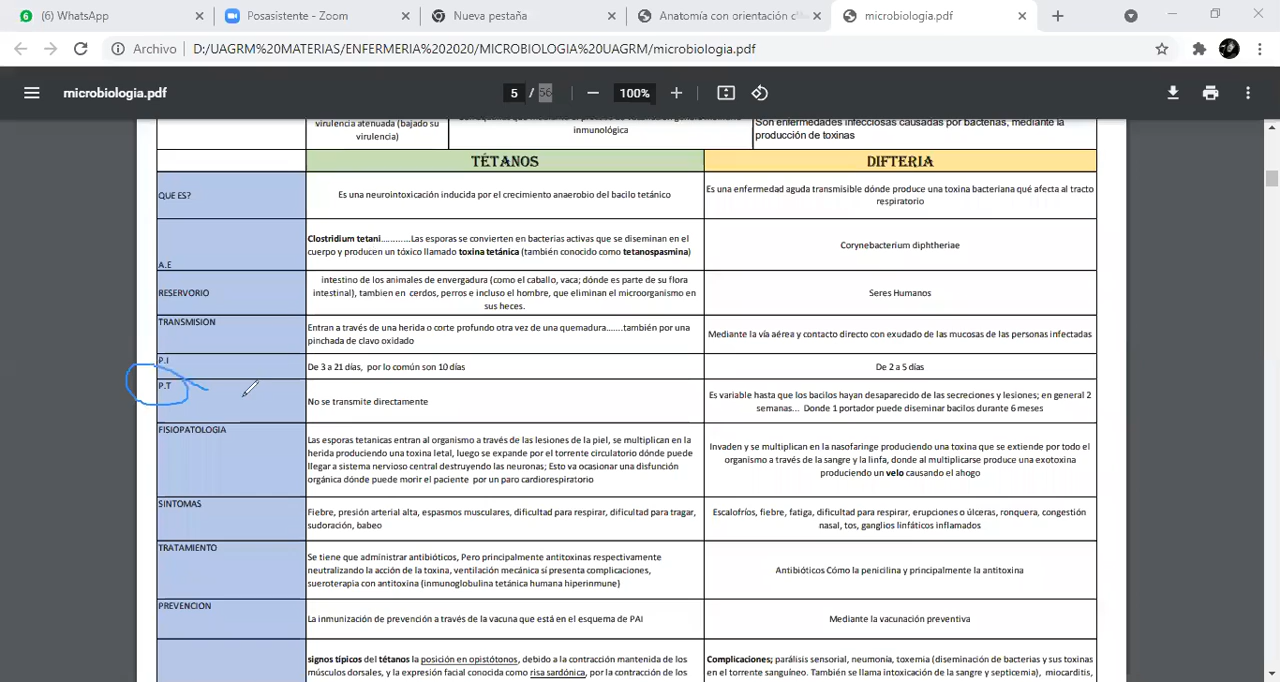 (6) WhatsApp
Posasistente - Zoom
Nueva pestaña
Anatomía con orientación
microbiologia.pdf
Archivo
D:/UAGRM%20MATERIAS/ENFERMERIA%202020/MICROBIOLOGIA%20UAGRM/microbiologia.pdf
microbiologia.pdf
5 / 56
100%
virulencia atenuada (bajado su
virulencia)
inmunológica
Son enfermedades infecciosas causadas por bacterias, mediante la
producción de toxinas
TÉTANOS
DIFTERIA
QUE ES?
Es una neurointoxicación inducida por el crecimiento anaerobio del bacilo tetánico
Es una enfermedad aguda transmisible dónde produce una toxina bacteriana qué afecta al tracto
respiratorio
A.E
Clostridium tetani...........Las esporas se convierten en bacterias activas que se diseminan en el
cuerpo y producen un tóxico llamado toxina tetánica (también conocido como tetanospasmina)
Corynebacterium diphtheriae
RESERVORIO
intestino de los animales de envergadura (como el caballo, vaca; dónde es parte de su flora
intestinal), tambien en cerdos, perros e incluso el hombre, que eliminan el microorganismo en
sus heces.
Seres Humanos
TRANSMISION
Entran a través de una herida o corte profundo otra vez de una quemadura.......también por una
pinchada de clavo oxidado
Mediante la vía aérea y contacto directo con exudado de las mucosas de las personas infectadas
P.I
De 3 a 21 días, por lo común son 10 días
De 2 a 5 días
P.T
No se transmite directamente
Es variable hasta que los bacilos hayan desaparecido de las secreciones y lesiones; en general 2
semanas... Donde 1 portador puede diseminar bacilos durante 6 meses
FISIOPATOLOGIA
Las esporas tetanicas entran al organismo a través de las lesiones de la piel, se multiplican en la
herida produciendo una toxina letal, luego se expande por el torrente circulatorio dónde puede
llegar a sistema nervioso central destruyendo las neuronas; Esto va ocasionar una disfunción
orgánica dónde puede morir el paciente por un paro cardiorespiratorio
Invaden y se multiplican en la nasofaringe produciendo una toxina que se extiende por todo el
organismo a través de la sangre y la linfa, donde al multiplicarse produce una exotoxina
produciendo un velo causando el ahogo
SINTOMAS
Fiebre, presión arterial alta, espasmos musculares, dificultad para respirar, dificultad para tragar,
sudoración, babeo
Escalofríos, fiebre, fatiga, dificultad para respirar, erupciones o úlceras, ronquera, congestión
nasal, tos, ganglios linfáticos inflamados
TRATAMIENTO
Se tiene que administrar antibióticos, Pero principalmente antitoxinas respectivamente
neutralizando la acción de la toxina, ventilación mecánica sí presenta complicaciones,
sueroterapia con antitoxina (inmunoglobulina tetánica humana hiperinmune)
Antibióticos Cómo la penicilina y principalmente la antitoxina
PREVENCION
La inmunización de prevención a través de la vacuna que está en el esquema de PAI
Mediante la vacunación preventiva
signos típicos del tétanos la posición en opistótonos, debido a la contracción mantenida de los
músculos dorsales, y la expresión facial conocida como risa sardónica, por la contracción de los
Complicaciones; parálisis sensorial, neumonía, toxemia (diseminación de bacterias y sus toxinas
en el torrente sanguíneo. También se llama intoxicación de la sangre y septicemia), miocarditis,